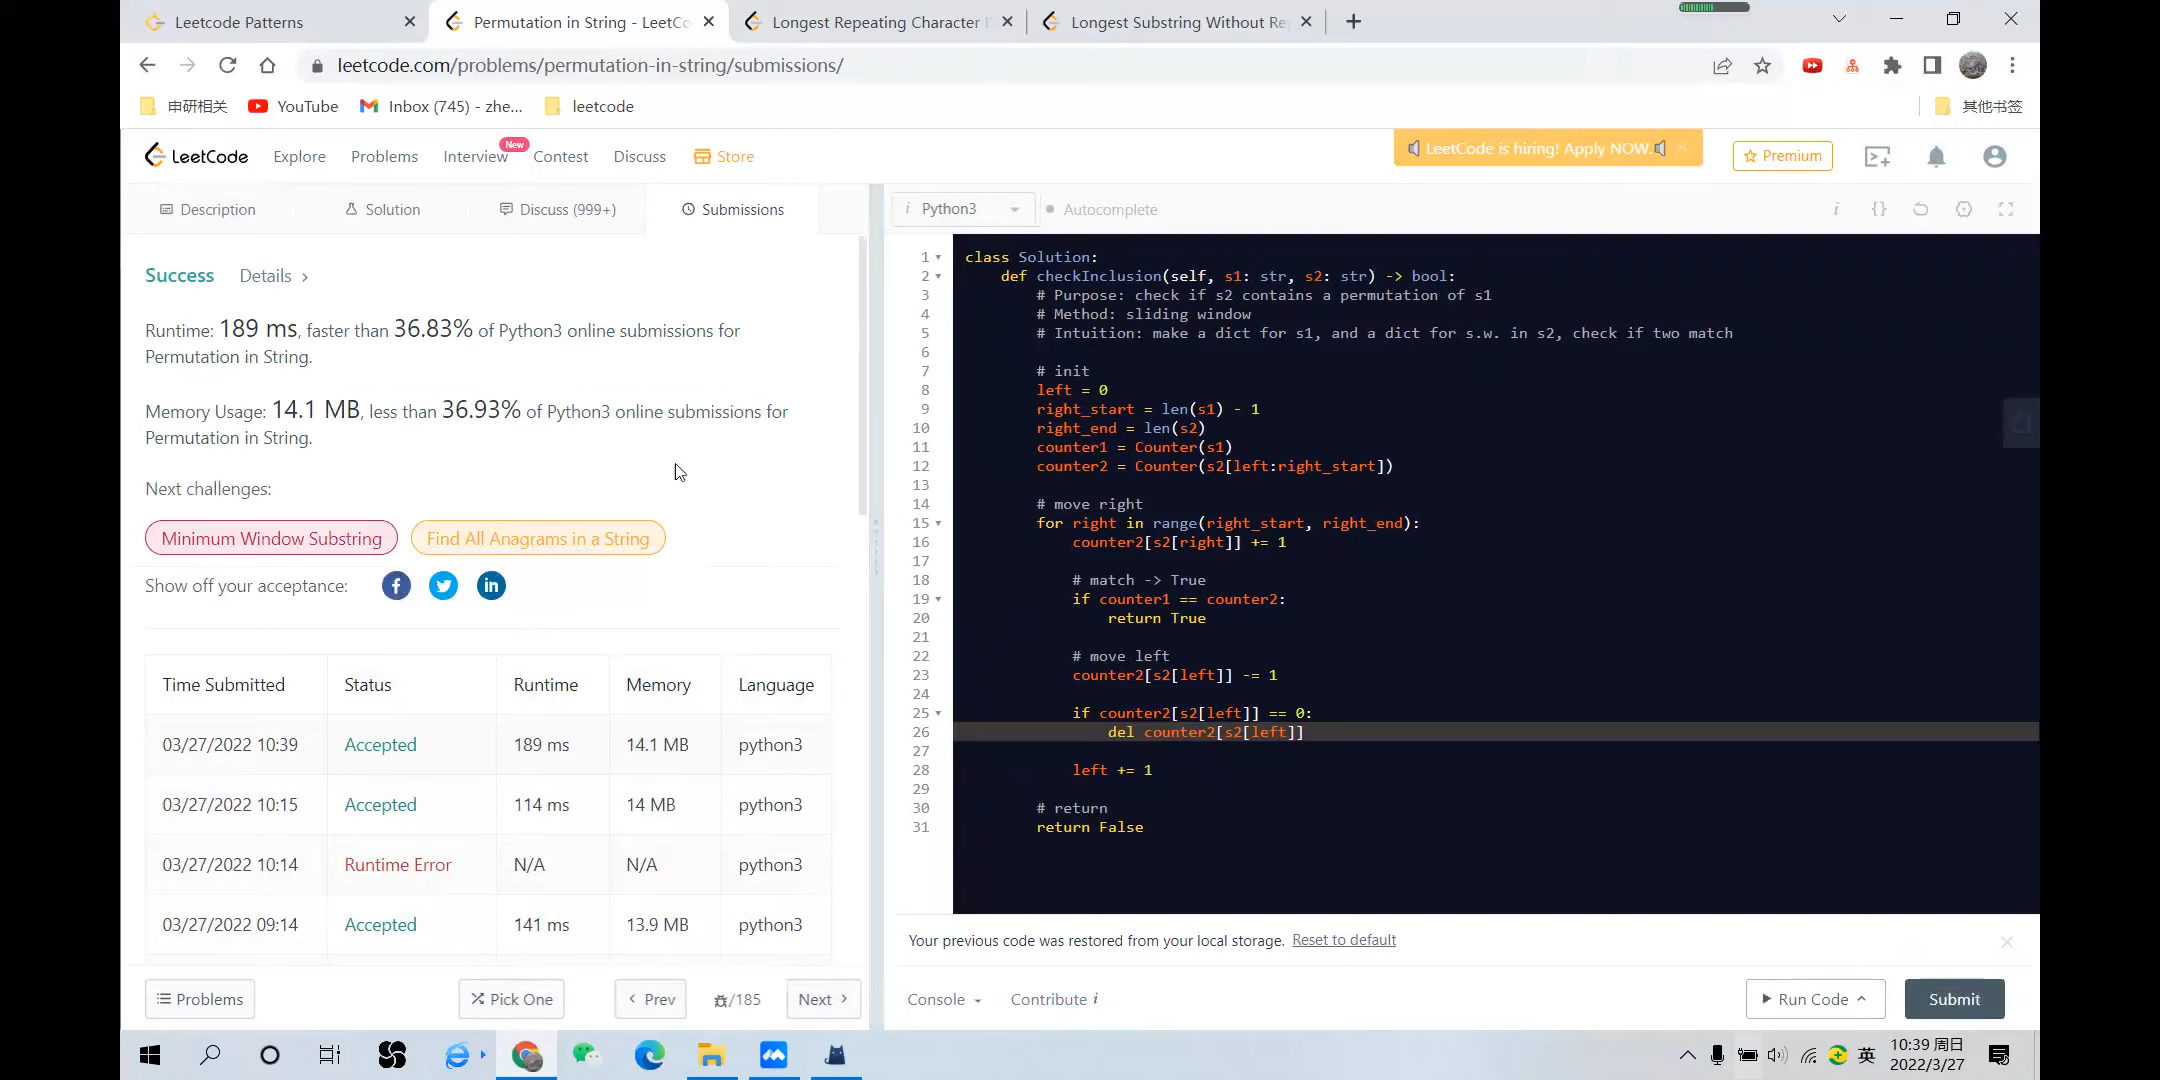 Leetcode Patterns
Permutation in String - LeetCo
Longest Repeating Character
Longest Substring Without Re
leetcode.com/problems/permutation-in-string/submissions/
申研相关
YouTube
Inbox (745) - zhe...
leetcode
其他书签
LeetCode
Explore
Problems
Interview
New
Contest
Discuss
Store
LeetCode is hiring! Apply NOW.
Premium
Description
Solution
Discuss (999+)
Submissions
i Python3
Autocomplete
i {}
Success Details >
Runtime: 189 ms, faster than 36.83% of Python3 online submissions for
Permutation in String.
Memory Usage: 14.1 MB, less than 36.93% of Python3 online submissions for
Permutation in String.
Next challenges:
Minimum Window Substring
Find All Anagrams in a String
Show off your acceptance:
Time Submitted Status Runtime Memory Language
03/27/2022 10:39 Accepted 189 ms 14.1 MB python3
03/27/2022 10:15 Accepted 114 ms 14 MB python3
03/27/2022 10:14 Runtime Error N/A N/A python3
03/27/2022 09:14 Accepted 141 ms 13.9 MB python3
1 class Solution:
2 def checkInclusion(self, s1: str, s2: str) -> bool:
3 # Purpose: check if s2 contains a permutation of s1
4 # Method: sliding window
5 # Intuition: make a dict for s1, and a dict for s.w. in s2, check if two match
6
7 # init
8 left = 0
9 right_start = len(s1) - 1
10 right_end = len(s2)
11 counter1 = Counter(s1)
12 counter2 = Counter(s2[left:right_start])
13
14 # move right
15 for right in range(right_start, right_end):
16 counter2[s2[right]] += 1
17
18 # match -> True
19 if counter1 == counter2:
20 return True
21
22 # move left
23 counter2[s2[left]] -= 1
24
25 if counter2[s2[left]] == 0:
26 del counter2[s2[left]]
27
28 left += 1
29
30 # return
31 return False
Your previous code was restored from your local storage. Reset to default
Problems
Pick One
< Prev
/185
Next >
Console
Contribute i
Run Code
Submit
英
10:39 周日
2022/3/27